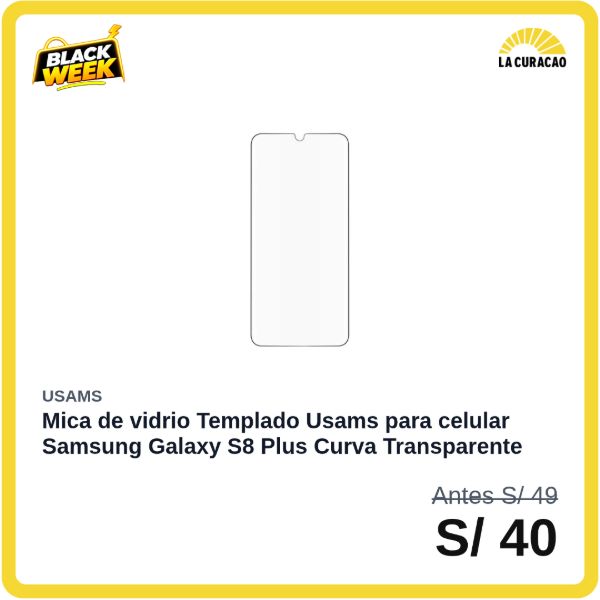 BLACK
WEEK
LA CURACAO
USAMS
Mica de vidrio Templado Usams para celular
Samsung Galaxy S8 Plus Curva Transparente
Antes S/ 49
S/ 40